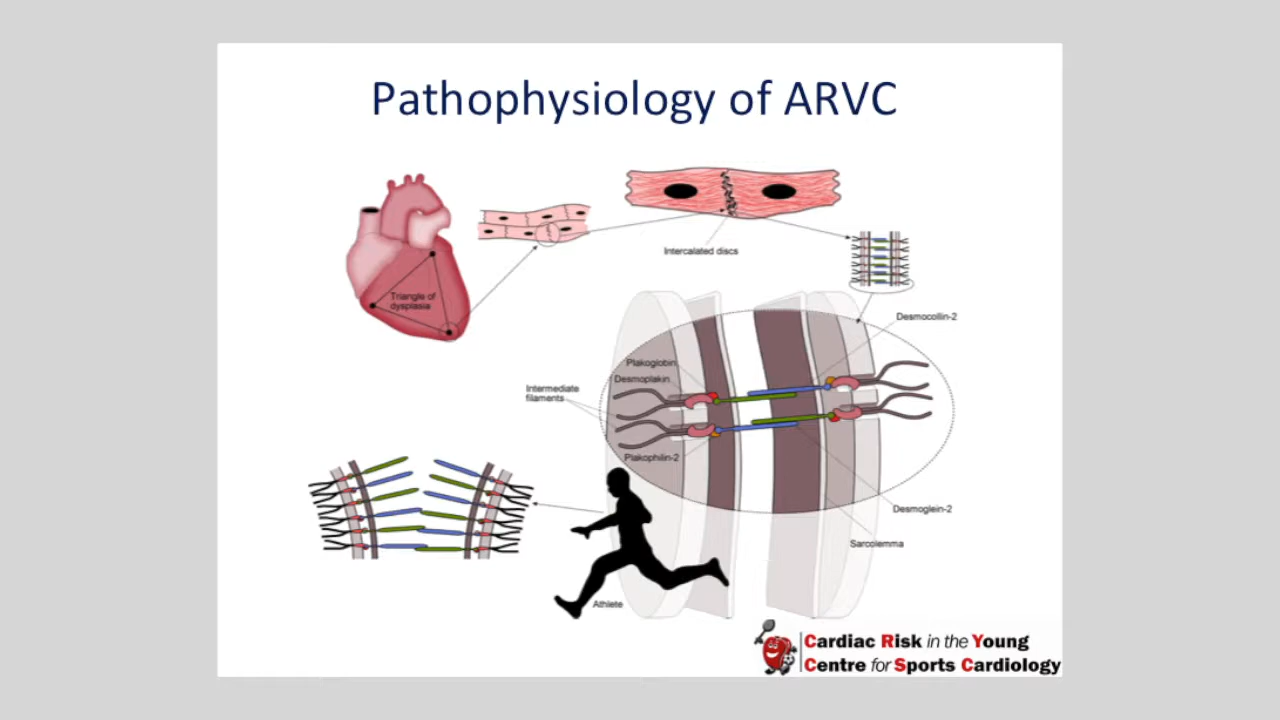 Pathophysiology of ARVC
Intercalated discs
Triangle of
dysplasia
Desmocollin-2
Plakoglobin
Desmoplakin
Intermediate
filaments
Plakophilin-2
Desmoglein-2
Sarcolemma
Athlete
Cardiac Risk in the Young
Centre for Sports Cardiology